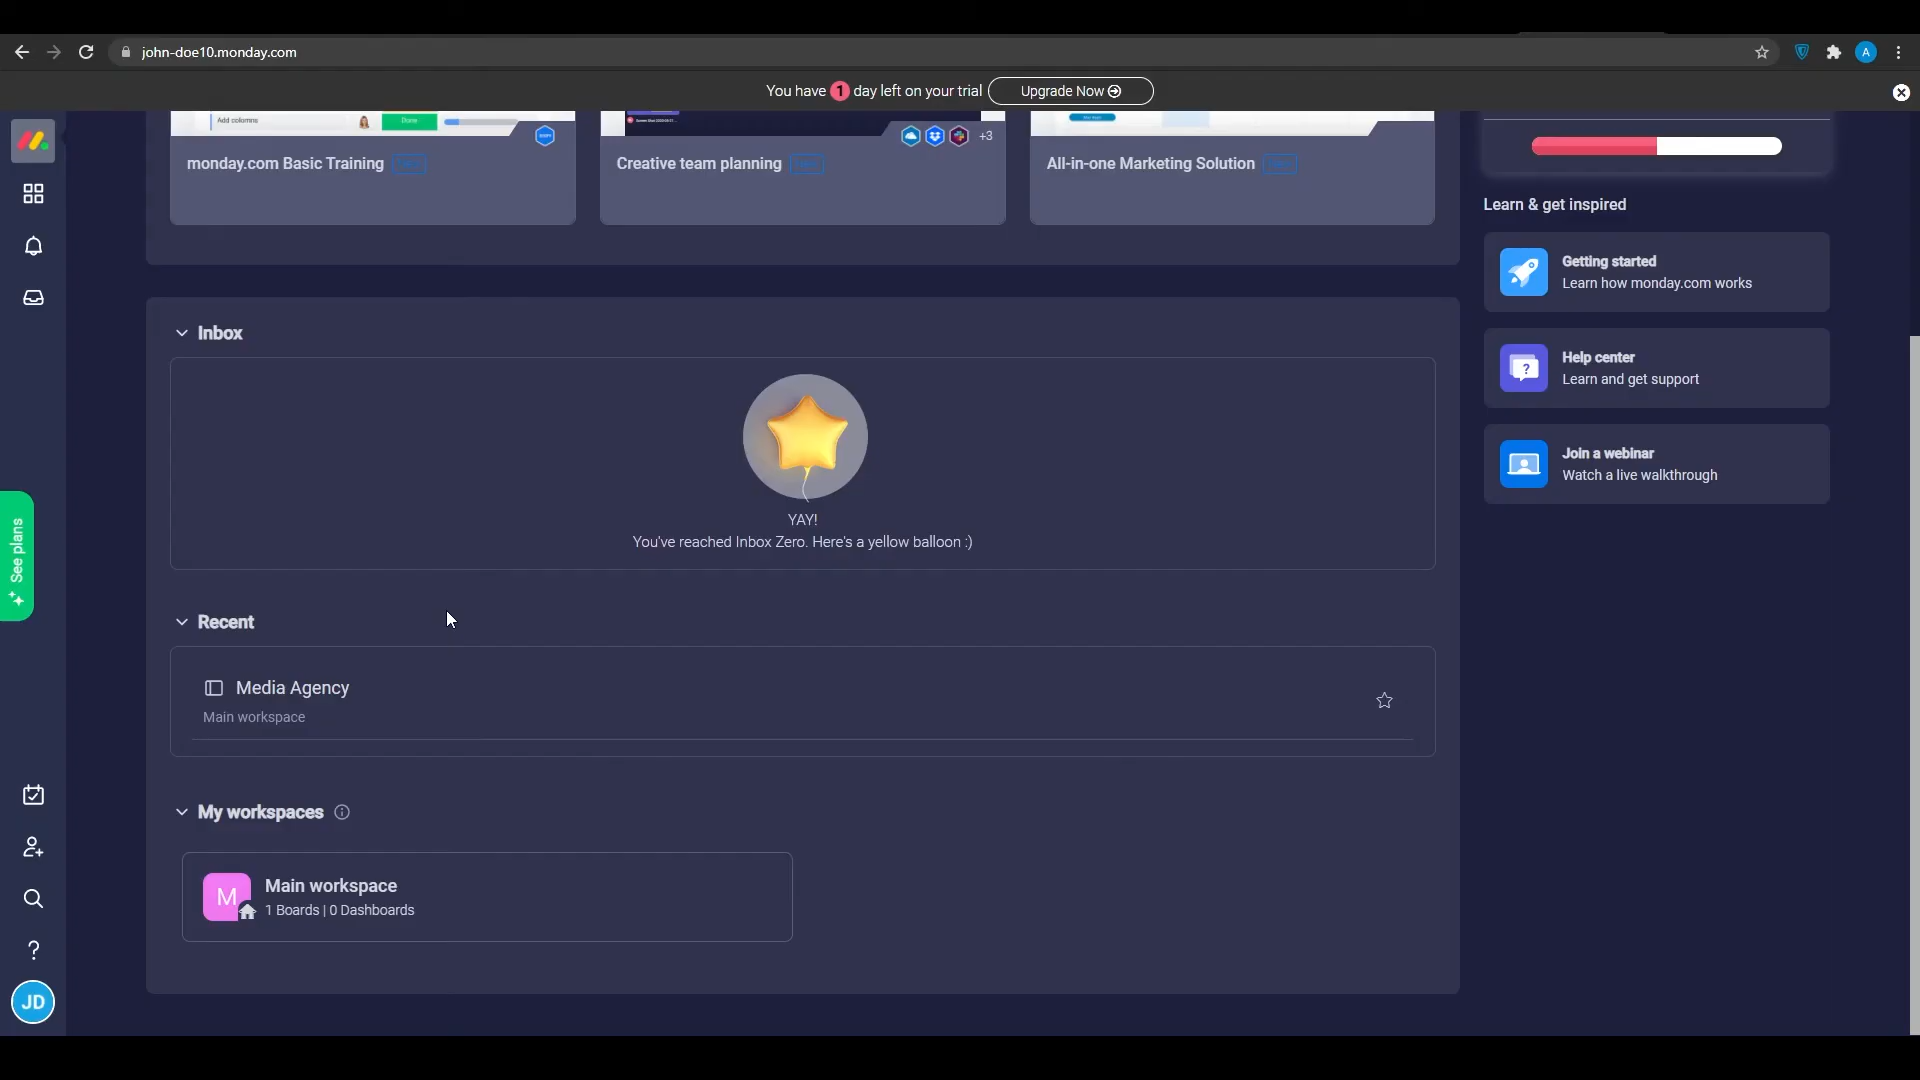 john-doe10.monday.com
A
You have 1 day left on your trial
Upgrade Now
Add columns
Done
+3
monday.com Basic Training
Creative team planning
All-in-one Marketing Solution
Learn & get inspired
Getting started
Learn how monday.com works
Help center
Learn and get support
Join a webinar
Watch a live walkthrough
Inbox
YAY!
You've reached Inbox Zero. Here's a yellow balloon :)
See plans
Recent
Media Agency
Main workspace
My workspaces
M
Main workspace
1 Boards | 0 Dashboards
?
JD